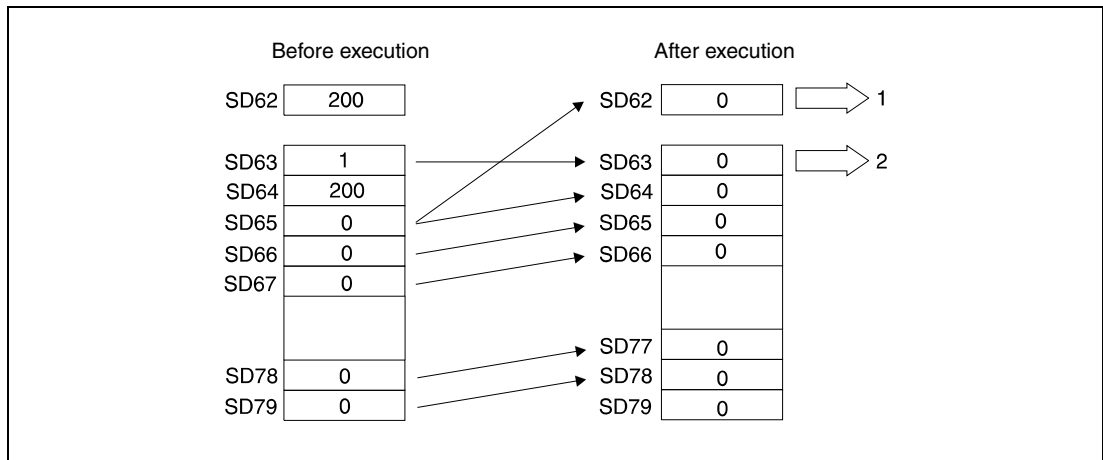 Before execution After execution
SD62 200 SD62 0 1
SD63 1 SD63 0 2
SD64 200 SD64 0
SD65 0 SD65 0
SD66 0 SD66 0
SD67 0
SD77 0
SD78 0 SD78 0
SD79 0 SD79 0